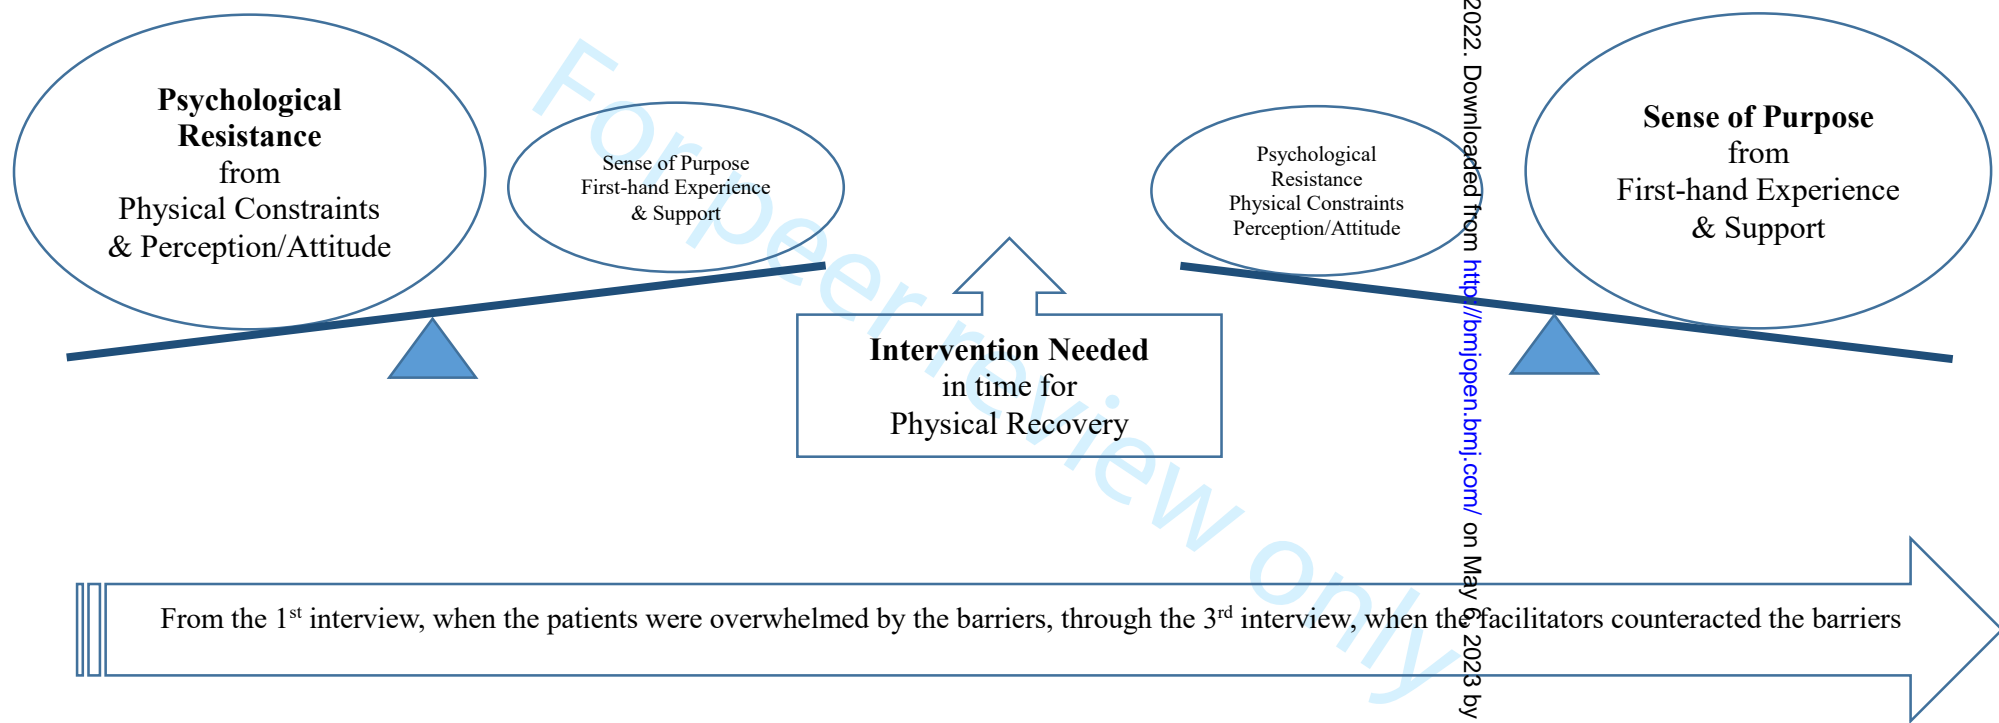 Psychological
Resistance
from
Physical Constraints
& Perception/Attitude
Sense of Purpose
First-hand Experience
& Support
Intervention Needed
in time for
Physical Recovery
Psychological
Resistance
Physical Constraints
Perception/Attitude
Sense of Purpose
from
First-hand Experience
& Support
From the 1st interview, when the patients were overwhelmed by the barriers, through the 3rd interview, when the facilitators counteracted the barriers
For peer review only
2022. Downloaded from http://bmjopen.bmj.com/ on May 6, 2023 by